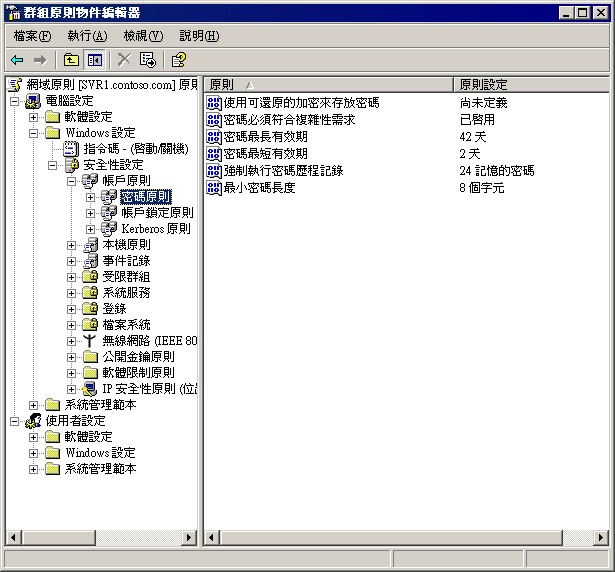 群組原則物件編輯器
檔案(F) 執行(A) 檢視(V) 說明(H)
網域原則 [SVR1.contoso.com] 原則
電腦設定
軟體設定
Windows 設定
指令碼 - (啓動/關機)
安全性設定
帳戶原則
密碼原則
帳戶鎖定原則
Kerberos 原則
本機原則
事件記錄
受限群組
系統服務
登錄
檔案系統
無線網路 (IEEE 80
公開金鑰原則
軟體限制原則
IP 安全性原則 (位
系統管理範本
使用者設定
軟體設定
Windows 設定
系統管理範本
原則 原則設定
使用可還原的加密來存放密碼 尚未定義
密碼必須符合複雜性需求 已啓用
密碼最長有效期 42 天
密碼最短有效期 2 天
強制執行密碼歷程記錄 24 記憶的密碼
最小密碼長度 8 個字元